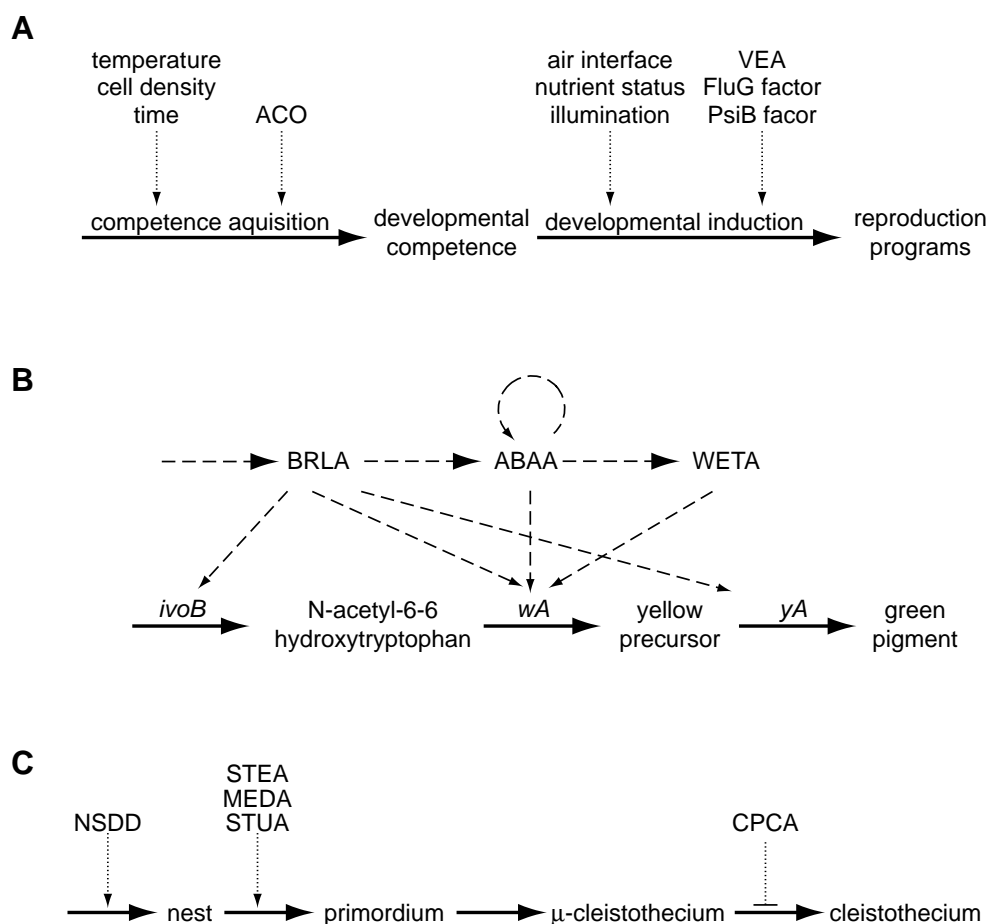 A
temperature
cell density
time
ACO
air interface
nutrient status
illumination
VEA
FluG factor
PsiB facor
competence aquisition
developmental
competence
developmental induction
reproduction
programs
B
BRLA
ABAA
WETA
ivoB
N-acetyl-6-6
hydroxytryptophan
wA
yellow
precursor
yA
green
pigment
C
NSDD
STEA
MEDA
STUA
CPCA
nest
primordium
μ-cleistothecium
cleistothecium